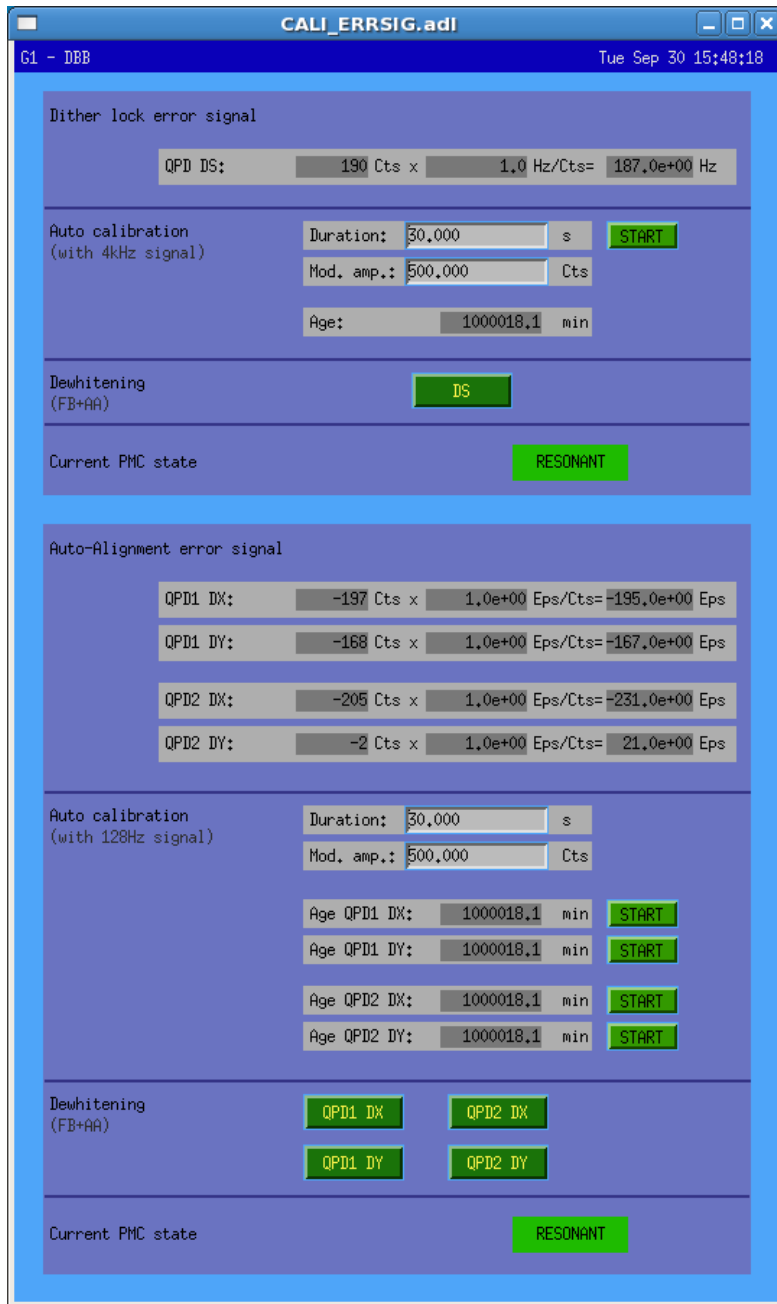 CALI_ERRSIG.adl
G1 - DBB Tue Sep 30 15:48:18
Dither lock error signal
QPD DS: 190 Cts x 1.0 Hz/Cts= 187.0e+00 Hz
Auto calibration
(with 4kHz signal)
Duration: 30.000 s START
Mod. amp.: 500.000 Cts
Age: 1000018.1 min
Dewhitening
(FB+AA)
DS
Current PMC state RESONANT
Auto-Alignment error signal
QPD1 DX: -197 Cts x 1.0e+00 Eps/Cts= -195.0e+00 Eps
QPD1 DY: -168 Cts x 1.0e+00 Eps/Cts= -167.0e+00 Eps
QPD2 DX: -205 Cts x 1.0e+00 Eps/Cts= -231.0e+00 Eps
QPD2 DY: -2 Cts x 1.0e+00 Eps/Cts= 21.0e+00 Eps
Auto calibration
(with 128Hz signal)
Duration: 30.000 s
Mod. amp.: 500.000 Cts
Age QPD1 DX: 1000018.1 min START
Age QPD1 DY: 1000018.1 min START
Age QPD2 DX: 1000018.1 min START
Age QPD2 DY: 1000018.1 min START
Dewhitening
(FB+AA)
QPD1 DX QPD2 DX
QPD1 DY QPD2 DY
Current PMC state RESONANT